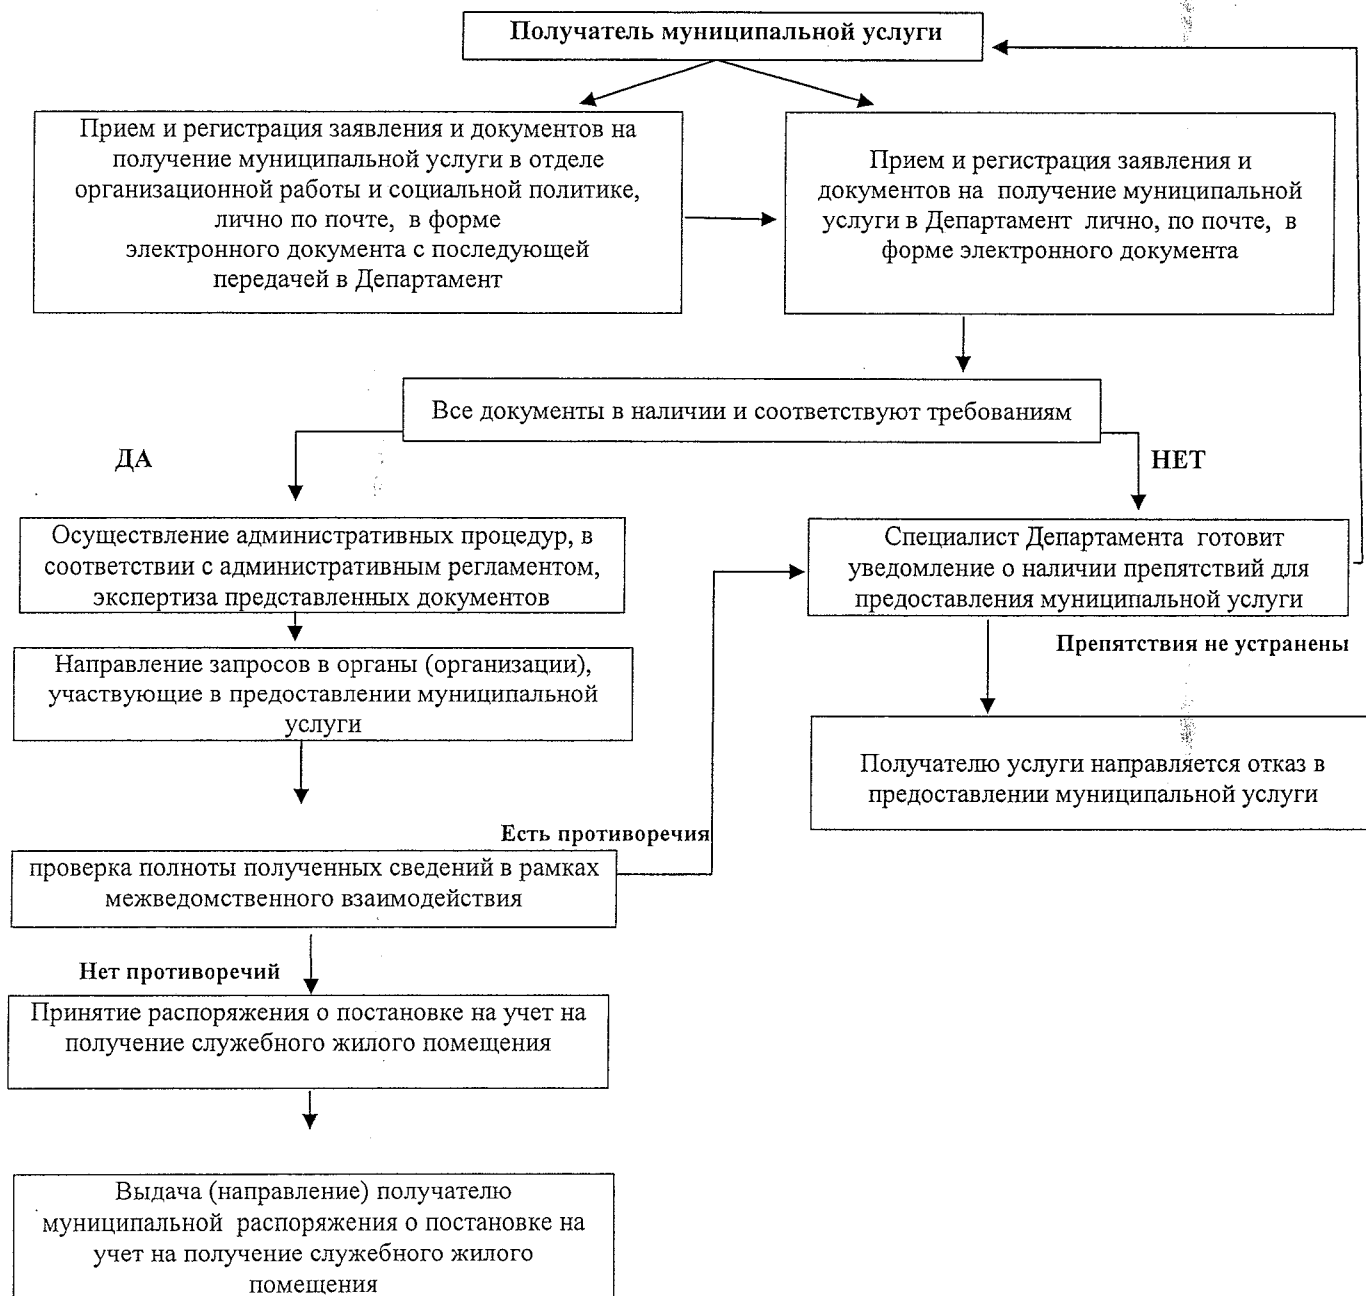 Получатель муниципальной услуги
Прием и регистрация заявления и документов на
получение муниципальной услуги в отделе
организационной работы и социальной политике,
лично по почте, в форме
электронного документа с последующей
передачей в Департамент
Прием и регистрация заявления и
документов на получение муниципальной
услуги в Департамент лично, по почте, в
форме электронного документа
Все документы в наличии и соответствуют требованиям
ДА
НЕТ
Осуществление административных процедур, в
соответствии с административным регламентом,
экспертиза представленных документов
Специалист Департамента готовит
уведомление о наличии препятствий для
предоставления муниципальной услуги
Препятствия не устранены
Направление запросов в органы (организации),
участвующие в предоставлении муниципальной
услуги
Получателю услуги направляется отказ в
предоставлении муниципальной услуги
Есть противоречия
проверка полноты полученных сведений в рамках
межведомственного взаимодействия
Нет противоречий
Принятие распоряжения о постановке на учет на
получение служебного жилого помещения
Выдача (направление) получателю
муниципальной распоряжения о постановке на
учет на получение служебного жилого
помещения